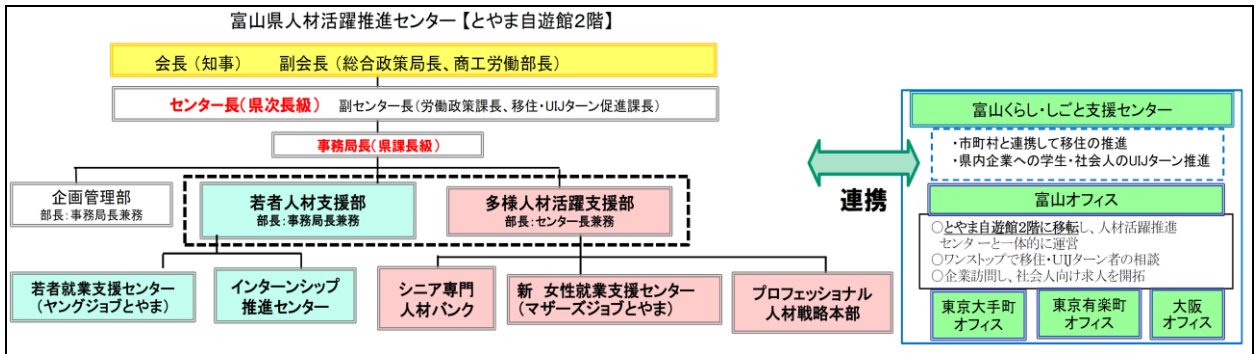 富山県人材活躍推進センター【とやま自遊館2階】
会長（知事）　副会長（総合政策局長、商工労働部長）
センター長（県次長級）　副センター長（労働政策課長、移住・UIJターン促進課長）
事務局長（県課長級）
企画管理部
部長：事務局長兼務
若者人材支援部
部長：事務局長兼務
多様人材活躍支援部
部長：センター長兼務
若者就業支援センター
（ヤングジョブとやま）
インターンシップ
推進センター
シニア専門
人材バンク
新　女性就業支援センター
（マザーズジョブとやま）
プロフェッショナル
人材戦略本部
連携
富山くらし・しごと支援センター
・市町村と連携して移住の推進
・県内企業への学生・社会人のUIJターン推進
富山オフィス
○とやま自遊館2階に移転し、人材活躍推進
センターと一体的に運営
○ワンストップで移住・UIJターン者の相談
○企業訪問し、社会人向け求人を開拓
東京大手町
オフィス
東京有楽町
オフィス
大阪
オフィス